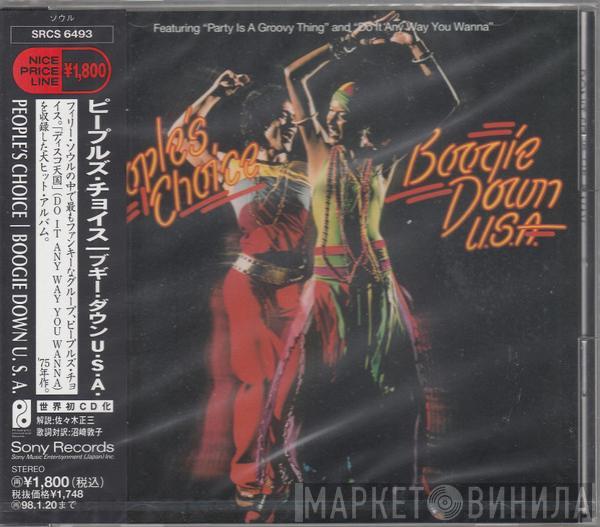 ソウル
SRCS 6493
NICE
PRICE
LINE
¥1,800
ピープルズ・チョイス|ブギー・ダウンU・S・A・
フィリー・ソウルの中で最もファンキーなグループ、ピープルズ・チョ
イス。「ディスコ天国」(DO IT ANY WAY YOU WANNA)
を収録した大ヒット・アルバム。
'75年作。
PEOPLE'S CHOICE | BOOGIE DOWN U. S. A.
世界初CD化
解説:佐々木正三
歌詞対訳:沼崎敦子
Sony Records
Sony Music Entertainment (Japan) Inc.
STEREO
¥1,800(税込)
税抜価格¥1,748
98.1.20まで
Featuring "Party Is A Groovy Thing" and "Do It Any Way You Wanna"
ople's
Choice
Boogie
Down
U.S.A.
МАРКЕТ ВИНИЛА